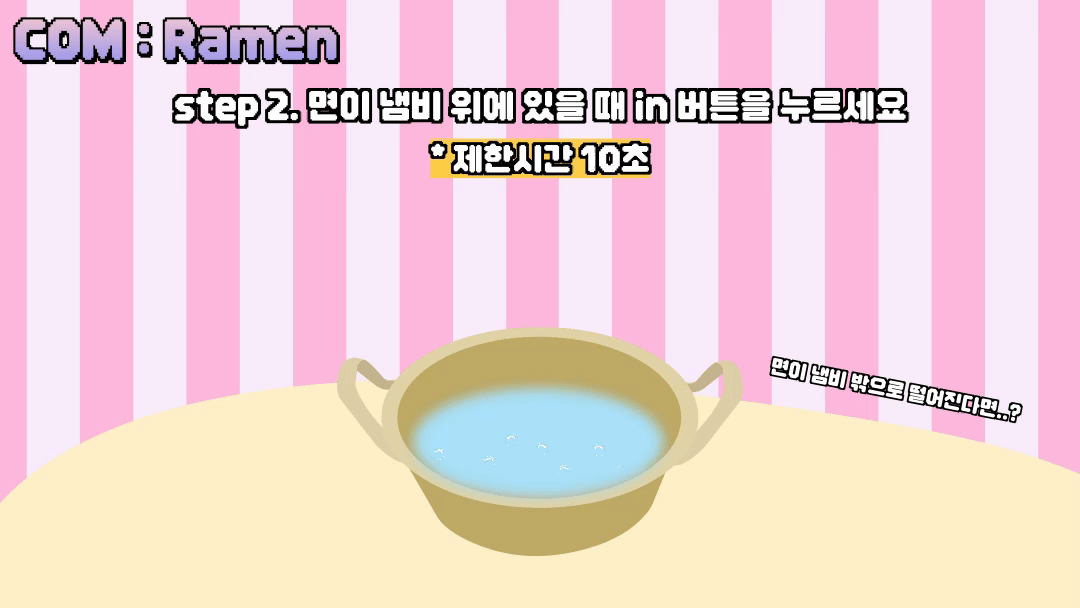 COM : Ramen
step 2. 면이 냄비 위에 있을 때 in 버튼을 누르세요
* 제한시간 10초
면이 냄비 밖으로 떨어진다면..?